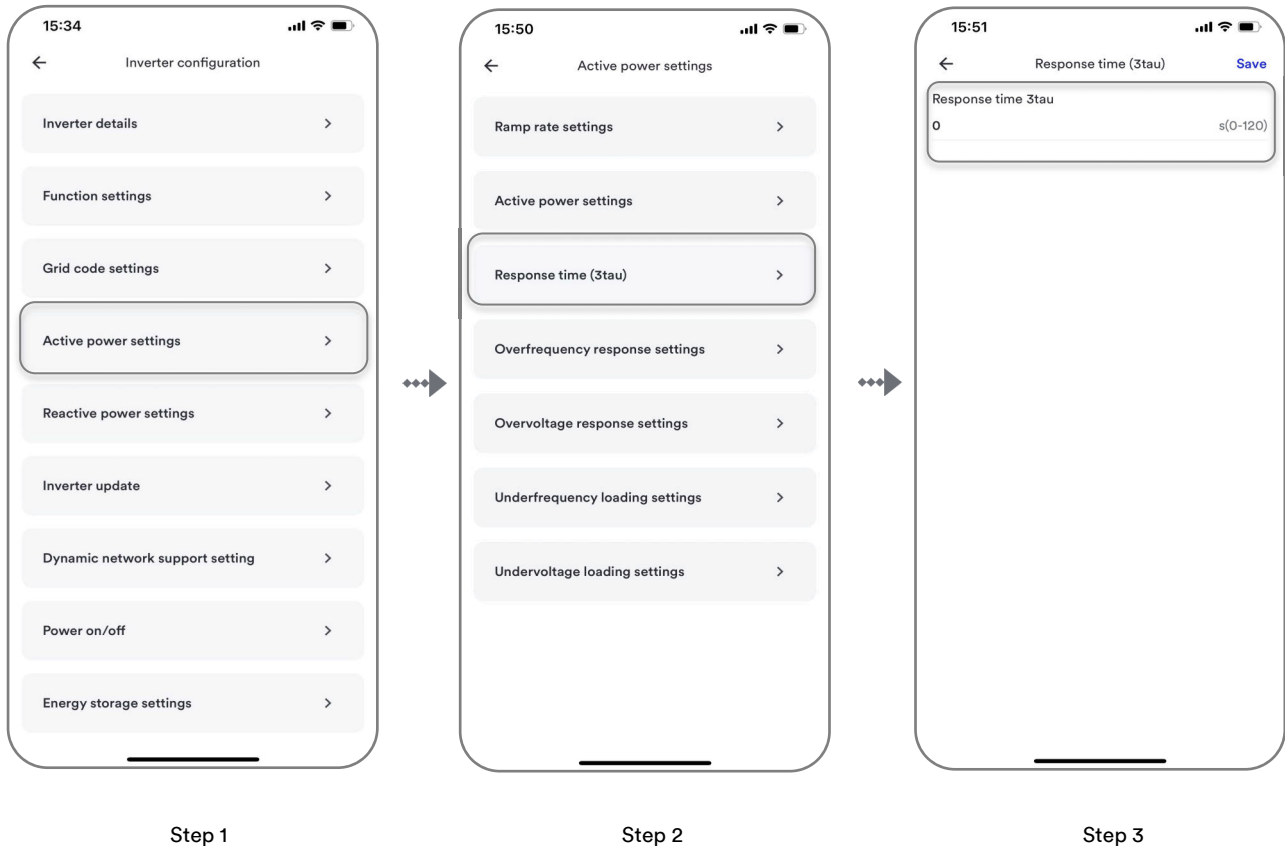 15:34
Inverter configuration
Inverter details
Function settings
Grid code settings
Active power settings
Reactive power settings
Inverter update
Dynamic network support setting
Power on/off
Energy storage settings
Step 1
15:50
Active power settings
Ramp rate settings
Active power settings
Response time (3tau)
Overfrequency response settings
Overvoltage response settings
Underfrequency loading settings
Undervoltage loading settings
Step 2
15:51
Response time (3tau) Save
Response time 3tau
0 s(0-120)
Step 3